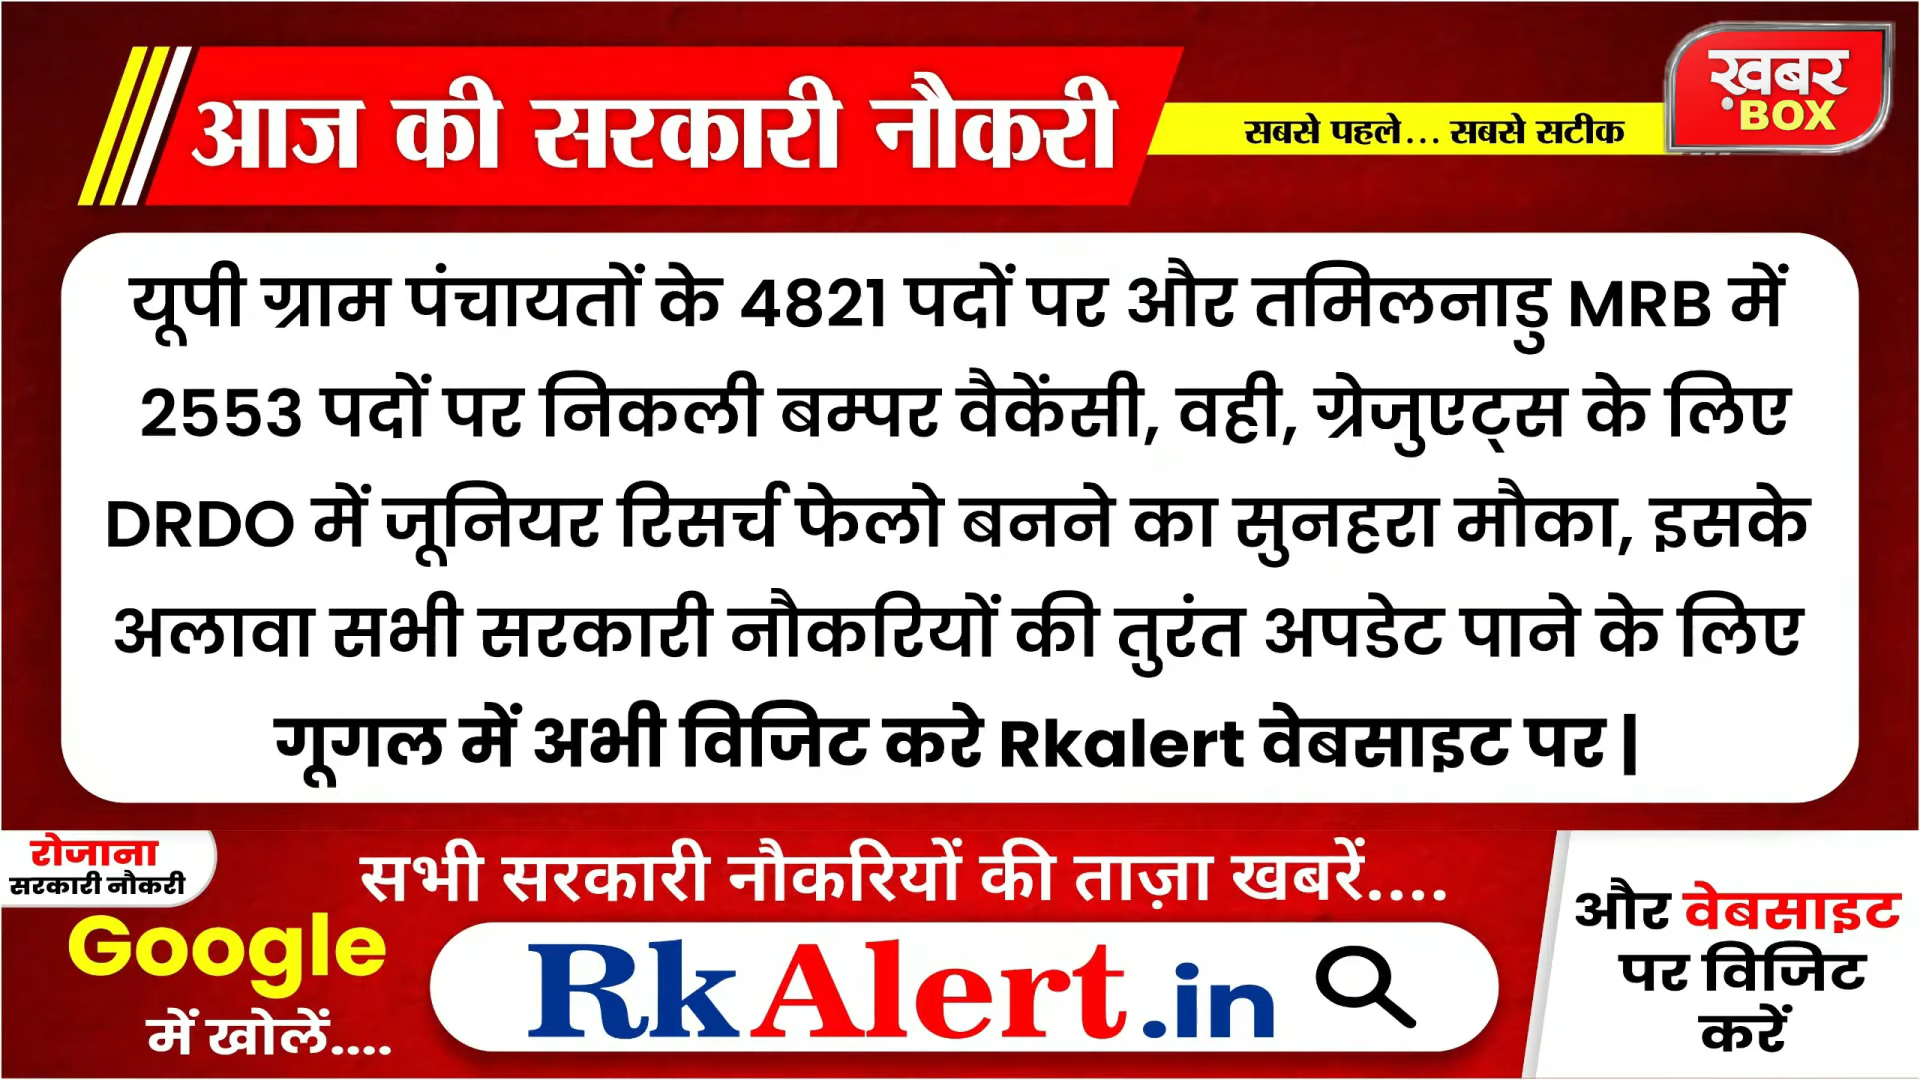 आज की सरकारी नौकरी
सबसे पहले... सबसे सटीक
ख़बर
BOX
यूपी ग्राम पंचायतों के 4821 पदों पर और तमिलनाडु MRB में
2553 पदों पर निकली बम्पर वैकेंसी, वही, ग्रेजुएट्स के लिए
DRDO में जूनियर रिसर्च फेलो बनने का सुनहरा मौका, इसके
अलावा सभी सरकारी नौकरियों की तुरंत अपडेट पाने के लिए
गूगल में अभी विजिट करे Rkalert वेबसाइट पर |
रोजाना
सरकारी नौकरी
Google
में खोलें....
सभी सरकारी नौकरियों की ताज़ा खबरें....
RkAlert.in
और वेबसाइट
पर विजिट
करें